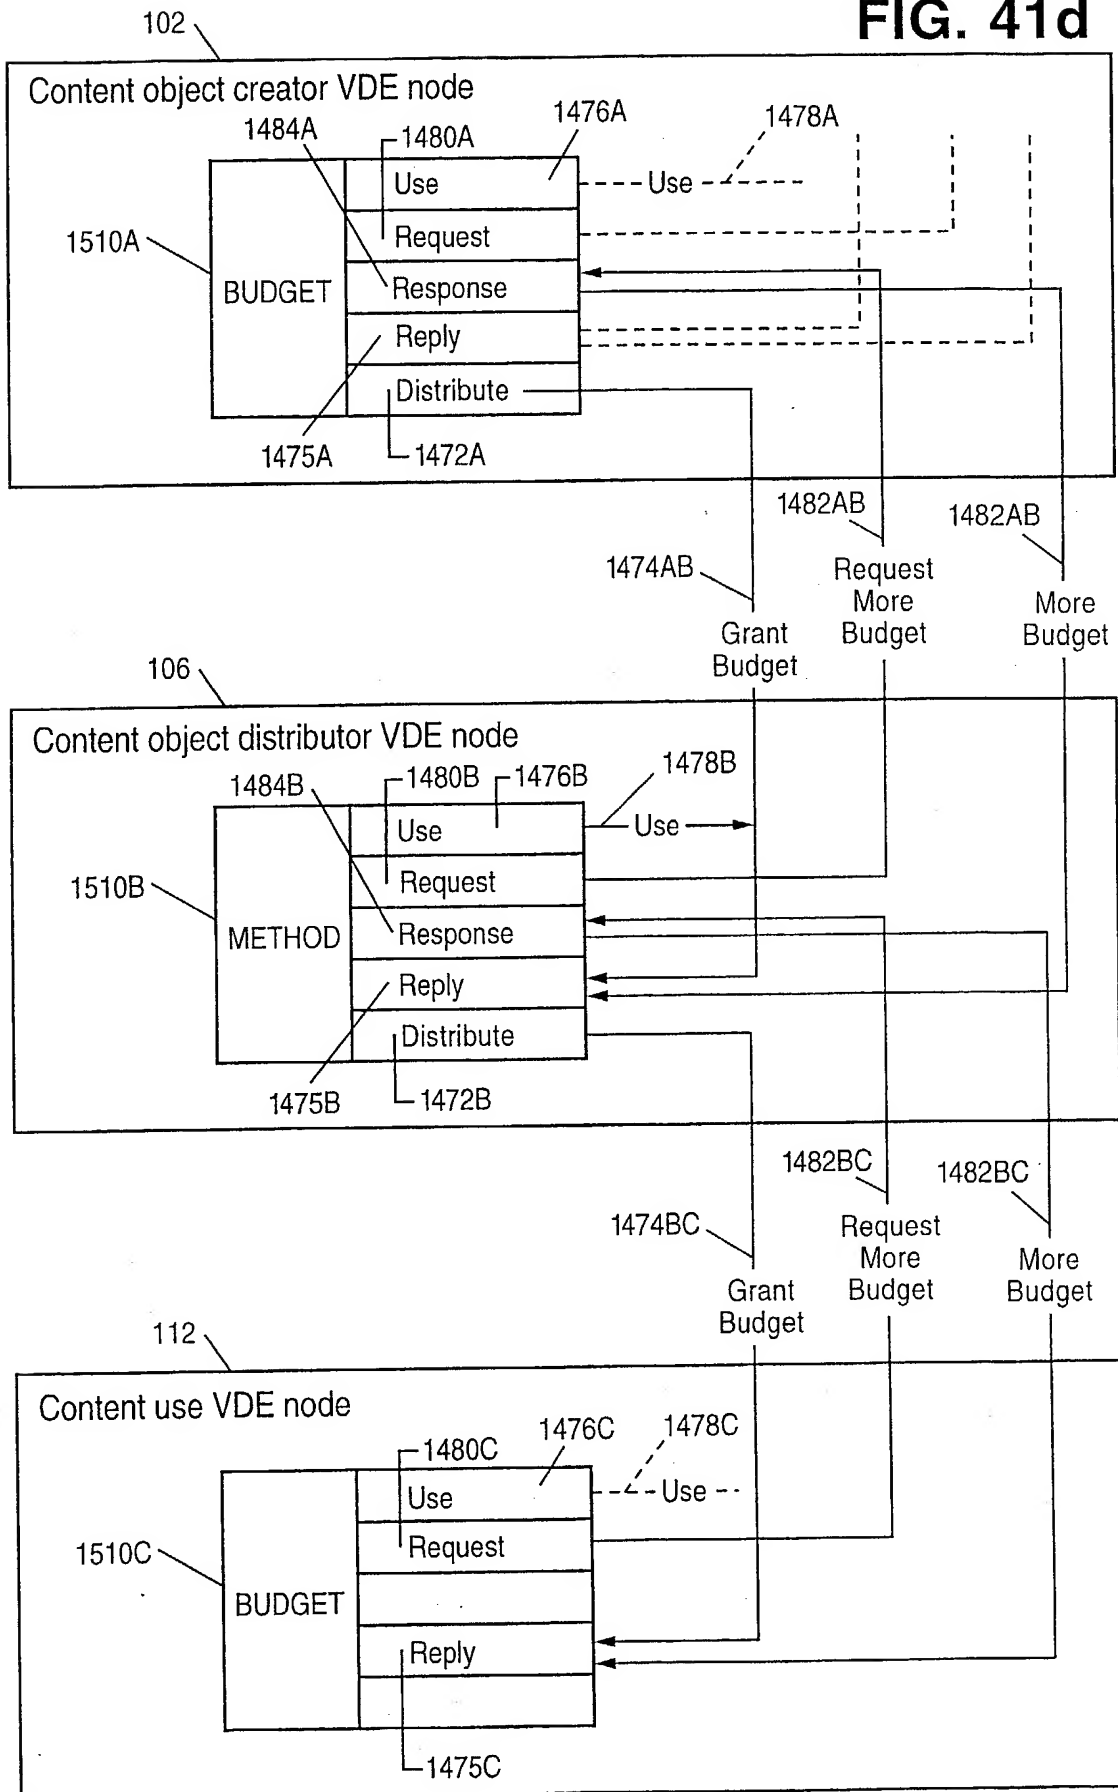 FIG. 41d
102
Content object creator VDE node
1476A
1478A
1484A
1480A
Use
Use
1510A
Request
BUDGET
Response
Reply
Distribute
1475A
1472A
1482AB
1482AB
1474AB
Request
More
Budget
More
Budget
Grant
Budget
106
Content object distributor VDE node
1478B
1484B
1480B
1476B
Use
Use
1510B
Request
METHOD
Response
Reply
Distribute
1475B
1472B
1482BC
1482BC
1474BC
Request
More
Budget
More
Budget
Grant
Budget
112
Content use VDE node
1476C
1478C
1480C
Use
Use
1510C
Request
BUDGET
Reply
1475C